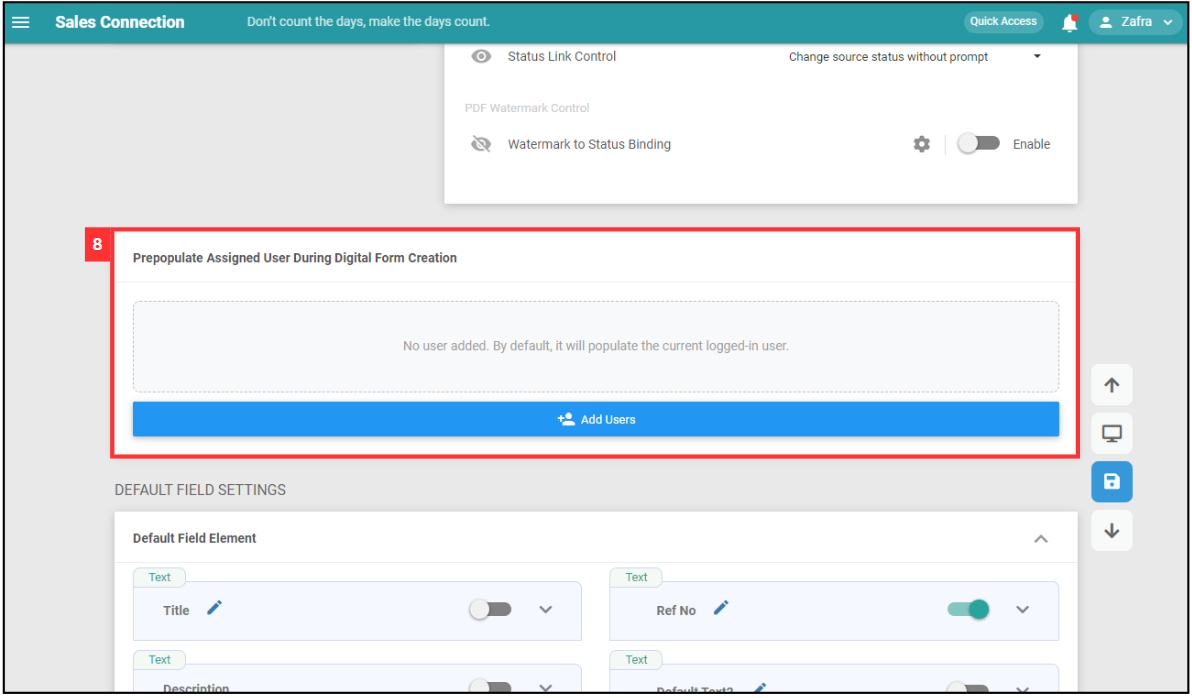 Sales Connection Don't count the days, make the days count. Quick Access Zafra
Status Link Control Change source status without prompt
PDF Watermark Control
Watermark to Status Binding Enable
8
Prepopulate Assigned User During Digital Form Creation
No user added. By default, it will populate the current logged-in user.
Add Users
DEFAULT FIELD SETTINGS
Default Field Element
Text Text
Title Ref No
Text Text
Description Default Text2